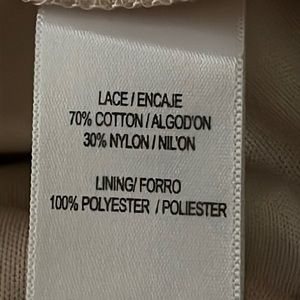 LACE / ENCAJE
70% COTTON / ALGOD'ON
30% NYLON / NIL'ON
LINING/ FORRO
100% POLYESTER / POLIESTER